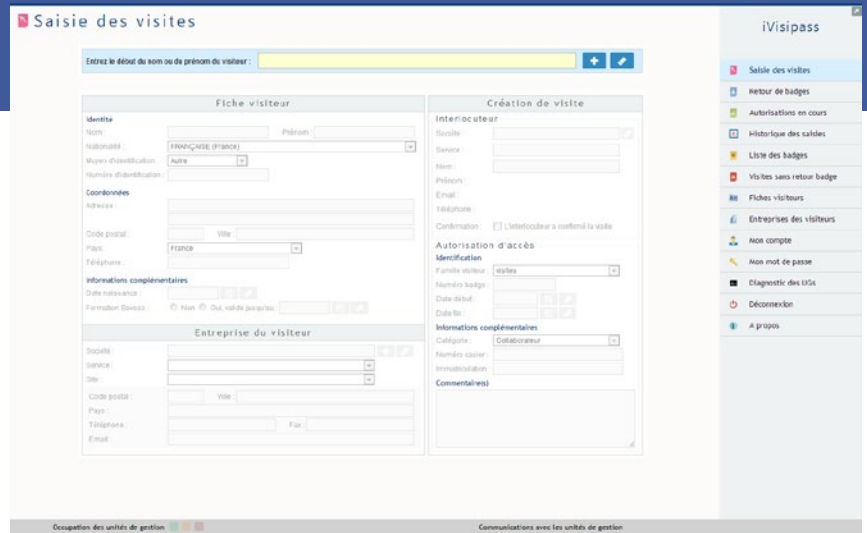 Saisie des visites
Entrez le début du nom ou de prénom du visiteur :
Fiche visiteur
Identité
Nom :
Prénom :
Nationalité :
FRANÇAISE (France)
Moyen d'identification :
Autre
Numéro d'identification :
Coordonnées
Adresse :
Code postal :
Ville :
Pays :
France
Téléphone :
Informations complémentaires
Date naissance :
Formation
Non
Oui, valide jusqu'au :
Entreprise du visiteur
Société :
Service :
Site :
Code postal :
Ville :
Pays :
Téléphone :
Fax :
Email :
Création de visite
Interlocuteur
Société :
Service :
Nom :
Prénom :
Email :
Téléphone :
Confirmation :
L'interlocuteur a confirmé la visite
Autorisation d'accès
Identification
Famille visiteur :
Visites
Numéro badge :
Date début :
Date fin :
Informations complémentaires
Catégorie :
Collaborateur
Numéro casier :
Immatriculation :
Commentaire(s)
iVisipass
Saisie des visites
Retour de badges
Autorisations en cours
Historique des saisies
Liste des badges
Visites sans retour badge
Fiches visiteurs
Entreprises des visiteurs
Mon compte
Mon mot de passe
Diagnostic des UGs
Déconnexion
A propos
Occupation des unités de gestion
Communications avec les unités de gestion